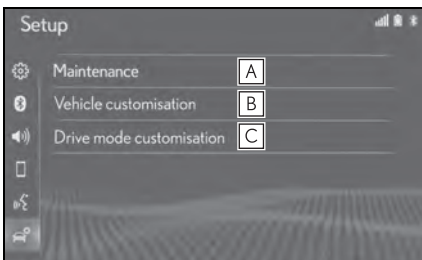 Setup
Maintenance A
Vehicle customisation B
Drive mode customisation C